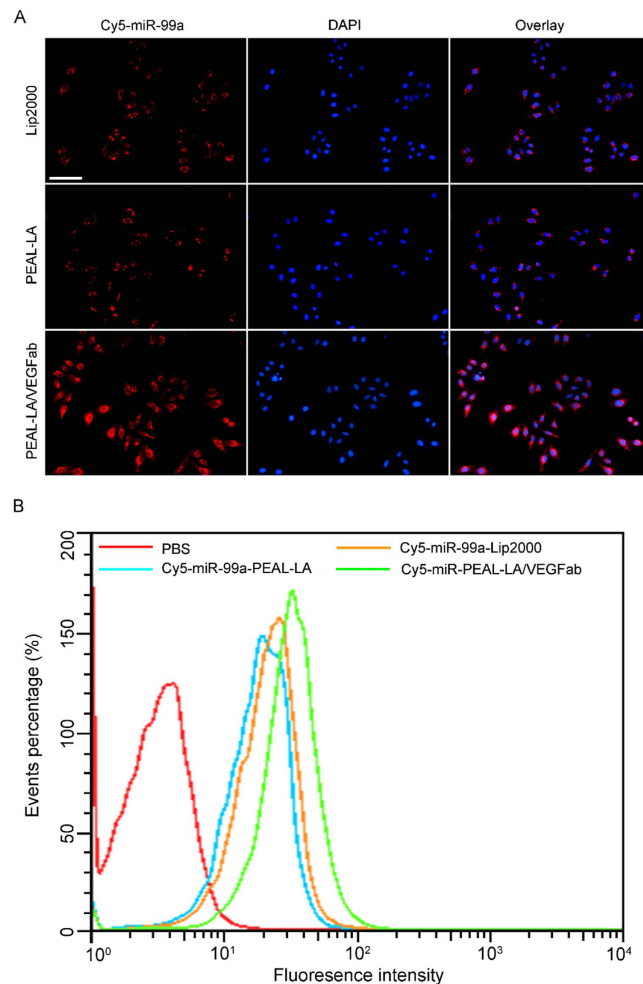 A
Cy5-miR-99a DAPI Overlay
Lip2000
PEAL-LA
PEAL-LA/VEGFab
B
PBS
Cy5-miR-99a-Lip2000
Cy5-miR-99a-PEAL-LA
Cy5-miR-PEAL-LA/VEGFab
200
150
100
50
0
Events percentage (%)
10⁰ 10¹ 10² 10³ 10⁴
Fluoresence intensity